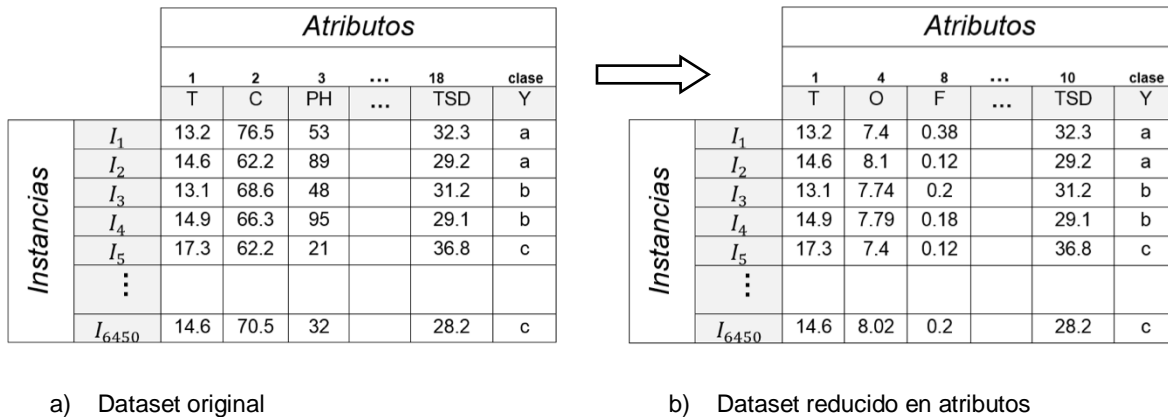 Atributos
1 2 3 ... 18 clase
T C PH ... TSD Y
Instancias
I1 13.2 76.5 53 32.3 a
I2 14.6 62.2 89 29.2 a
I3 13.1 68.6 48 31.2 b
I4 14.9 66.3 95 29.1 b
I5 17.3 62.2 21 36.8 c
⋮
I6450 14.6 70.5 32 28.2 c
a) Dataset original
Atributos
1 4 8 ... 10 clase
T O F ... TSD Y
Instancias
I1 13.2 7.4 0.38 32.3 a
I2 14.6 8.1 0.12 29.2 a
I3 13.1 7.74 0.2 31.2 b
I4 14.9 7.79 0.18 29.1 b
I5 17.3 7.4 0.12 36.8 c
⋮
I6450 14.6 8.02 0.2 28.2 c
b) Dataset reducido en atributos